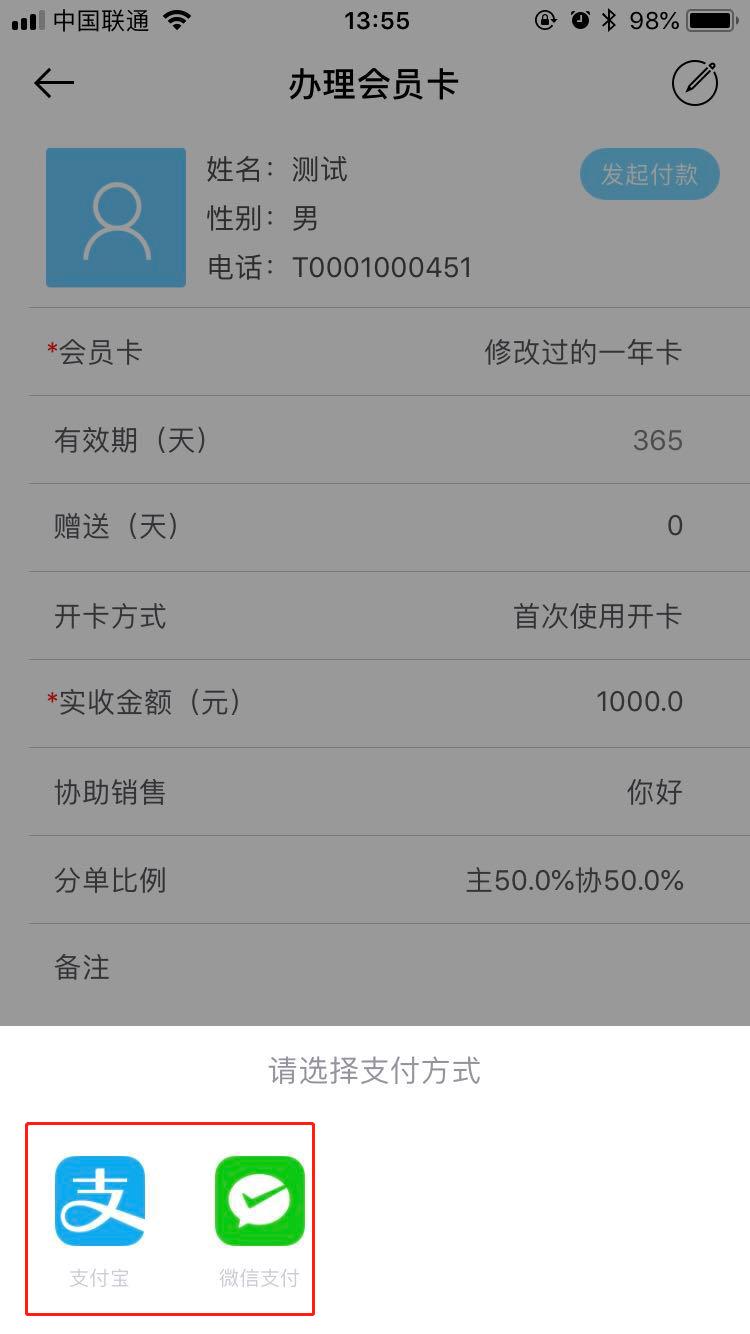 中国联通 13:55 98%
办理会员卡
姓名：测试
发起付款
性别：男
电话：T0001000451
*会员卡 修改过的一年卡
有效期（天） 365
赠送（天） 0
开卡方式 首次使用开卡
*实收金额（元） 1000.0
协助销售 你好
分单比例 主50.0%协50.0%
备注
请选择支付方式
支
支付宝 微信支付